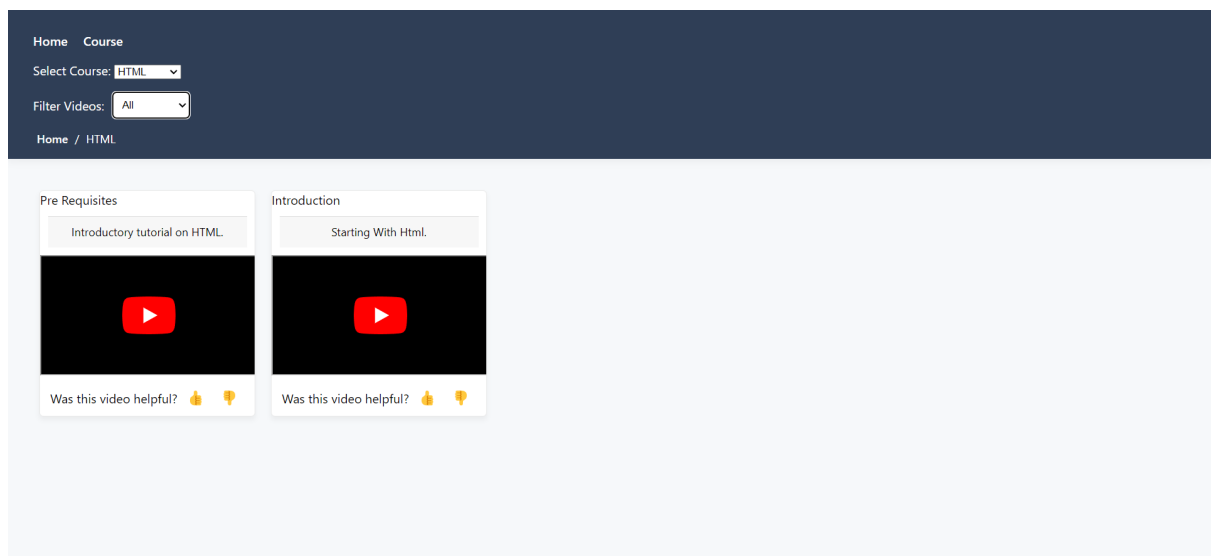 Home Course
Select Course: HTML
Filter Videos: All
Home / HTML
Pre Requisites
Introductory tutorial on HTML.
Was this video helpful?
Introduction
Starting With Html.
Was this video helpful?